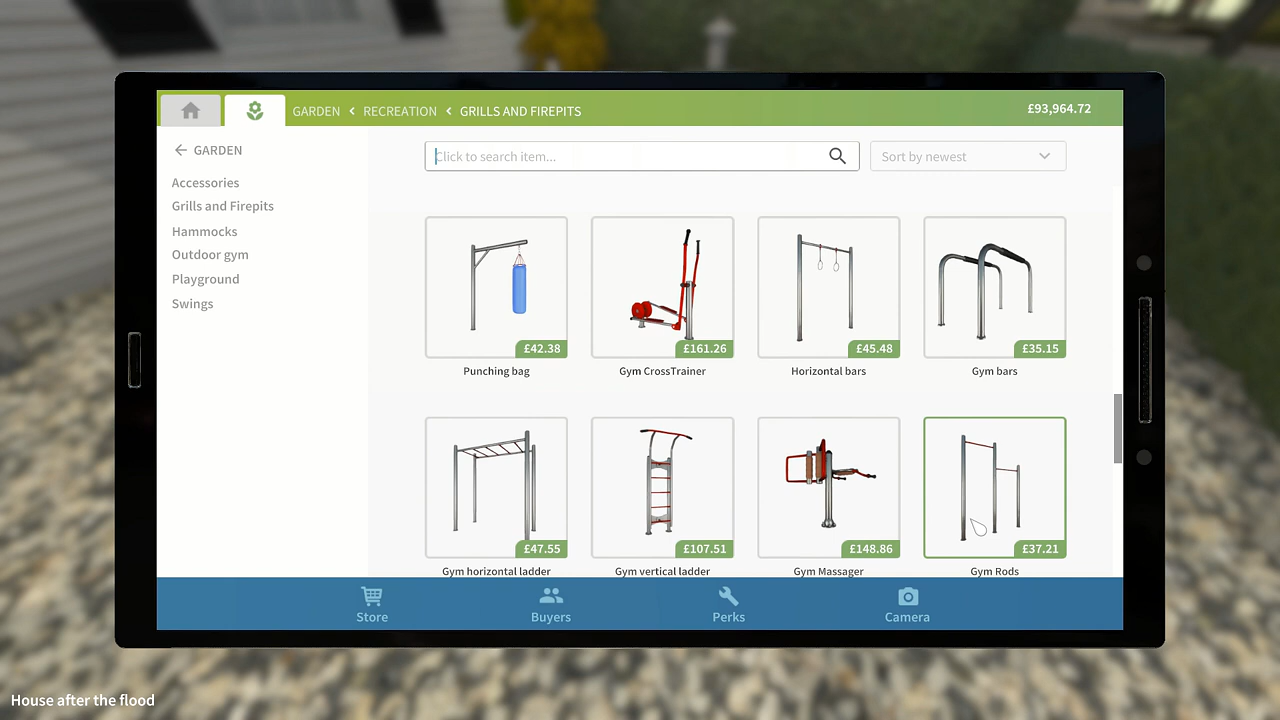 GARDEN < RECREATION < GRILLS AND FIREPITS
£93,964.72
GARDEN
Click to search item...
Sort by newest
Accessories
Grills and Firepits
Hammocks
Outdoor gym
Playground
Swings
£42.38
£161.26
£45.48
£35.15
Punching bag
Gym CrossTrainer
Horizontal bars
Gym bars
£47.55
£107.51
£148.86
£37.21
Gym horizontal ladder
Gym vertical ladder
Gym Massager
Gym Rods
Store
Buyers
Perks
Camera
House after the flood